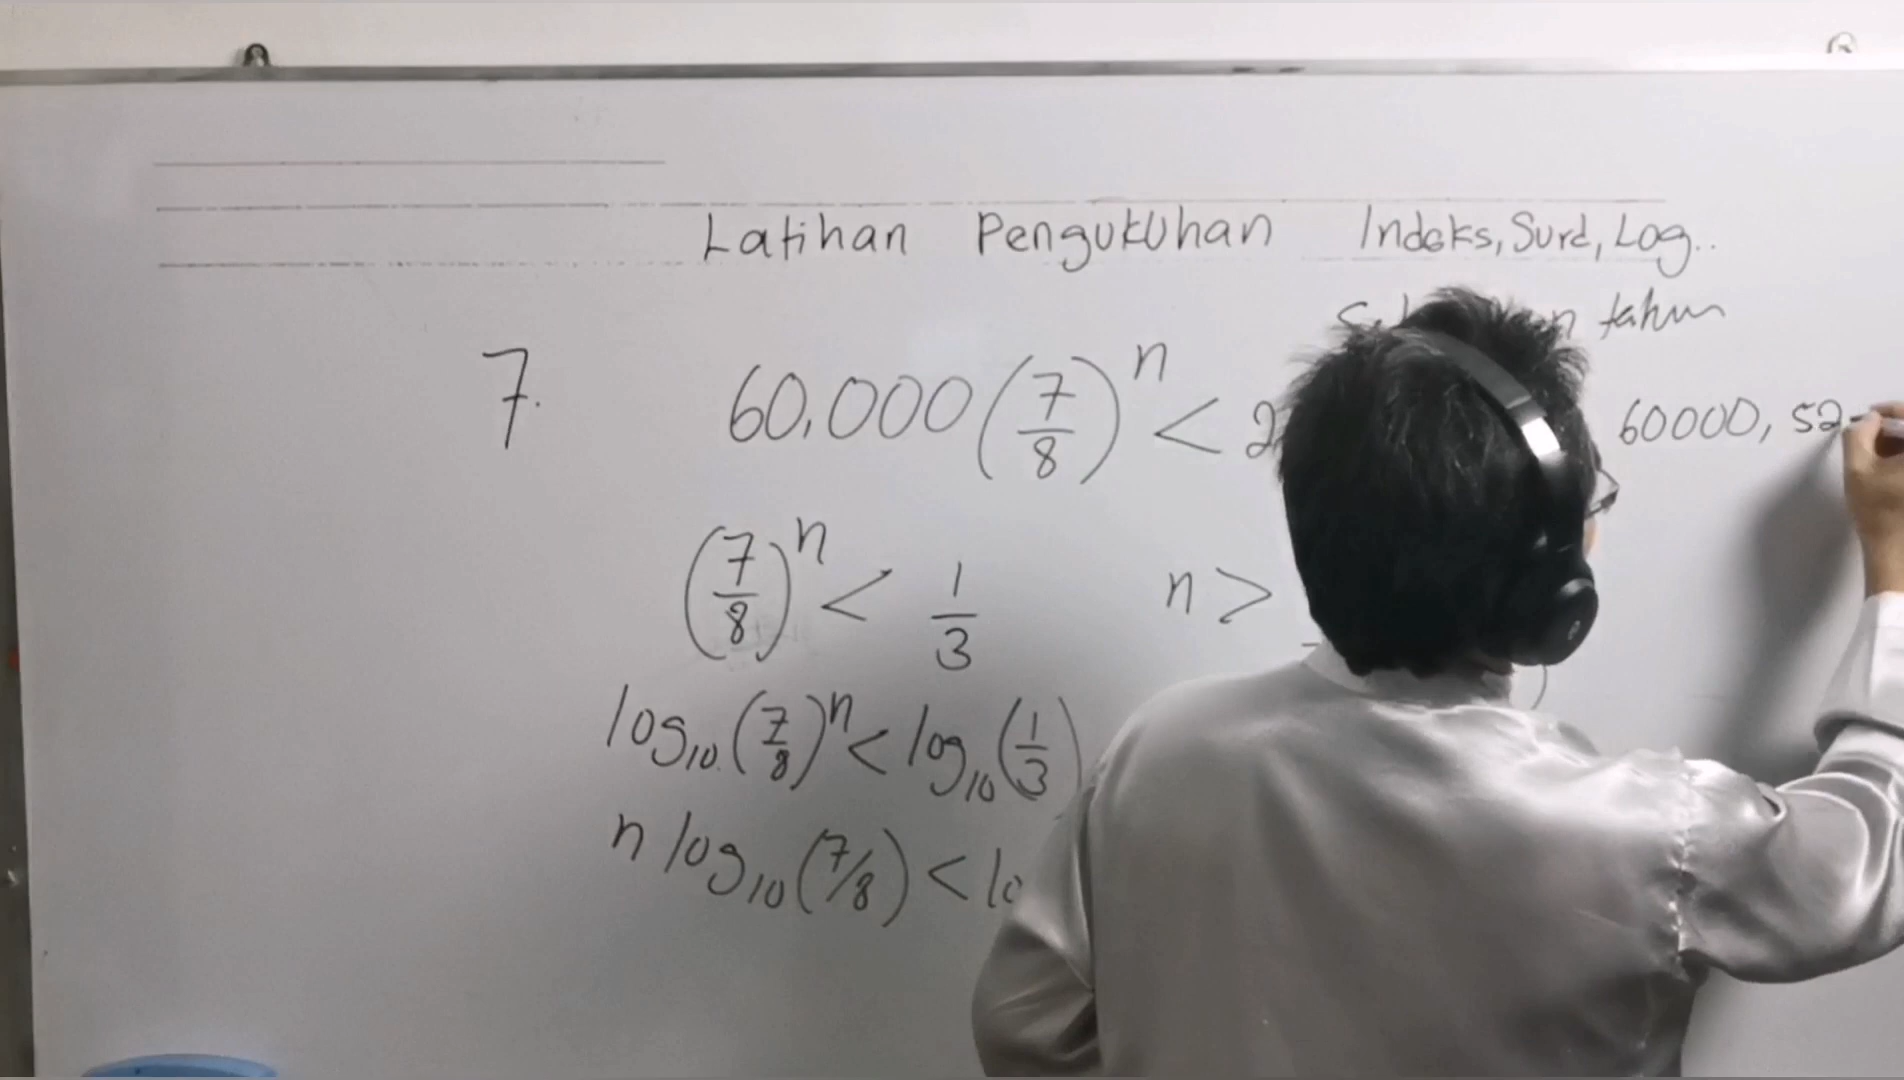 Latihan Pengukuhan Indeks, Surd, Log..
tahun
7. 60,000 (7/8)^n < 2
60000, 52
(7/8)^n < 1/3 n >
log₁₀ (7/8)^n < log₁₀ (1/3)
n log₁₀ (7/8) < lo